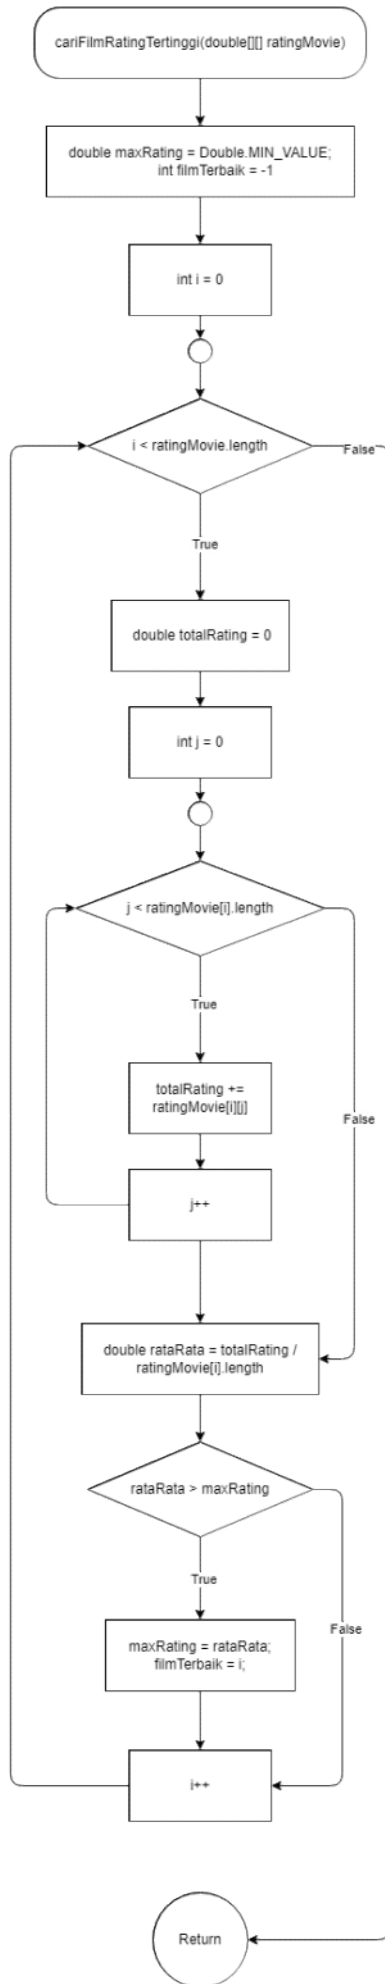 cariFilmRatingTertinggi(double[][] ratingMovie)
double maxRating = Double.MIN_VALUE;
int filmTerbaik = -1
int i = 0
i < ratingMovie.length
False
True
double totalRating = 0
int j = 0
j < ratingMovie[i].length
True
totalRating +=
ratingMovie[i][j]
False
j++
double rataRata = totalRating /
ratingMovie[i].length
rataRata > maxRating
True
False
maxRating = rataRata;
filmTerbaik = i;
i++
Return